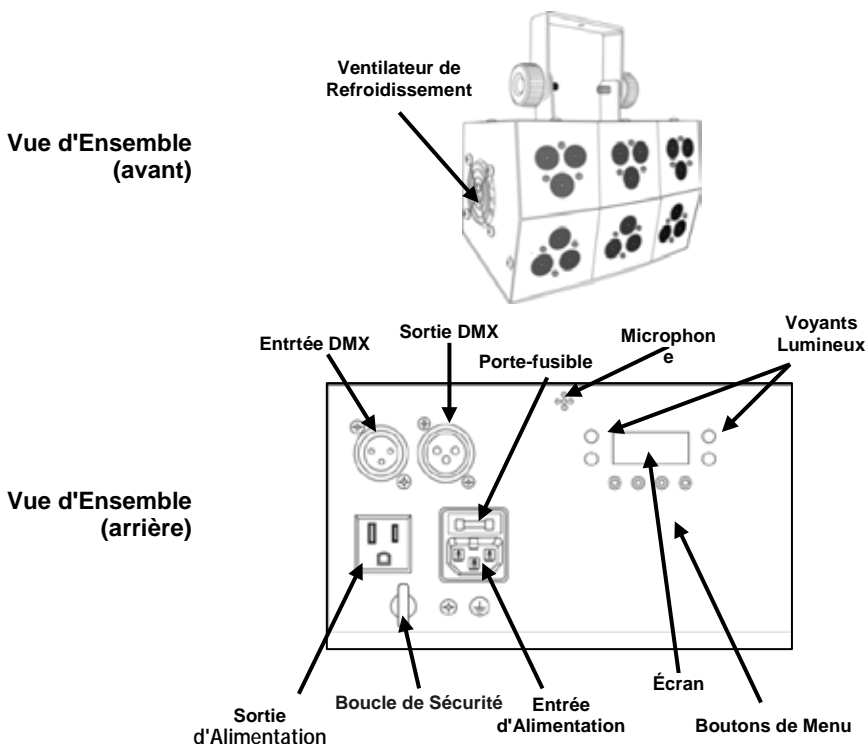 Ventilateur de
Refroidissement
Vue d'Ensemble
(avant)
Entrtée DMX
Sortie DMX
Porte-fusible
Microphon
e
Voyants
Lumineux
Vue d'Ensemble
(arrière)
Sortie
d'Alimentation
Boucle de Sécurité
Entrée
d'Alimentation
Écran
Boutons de Menu